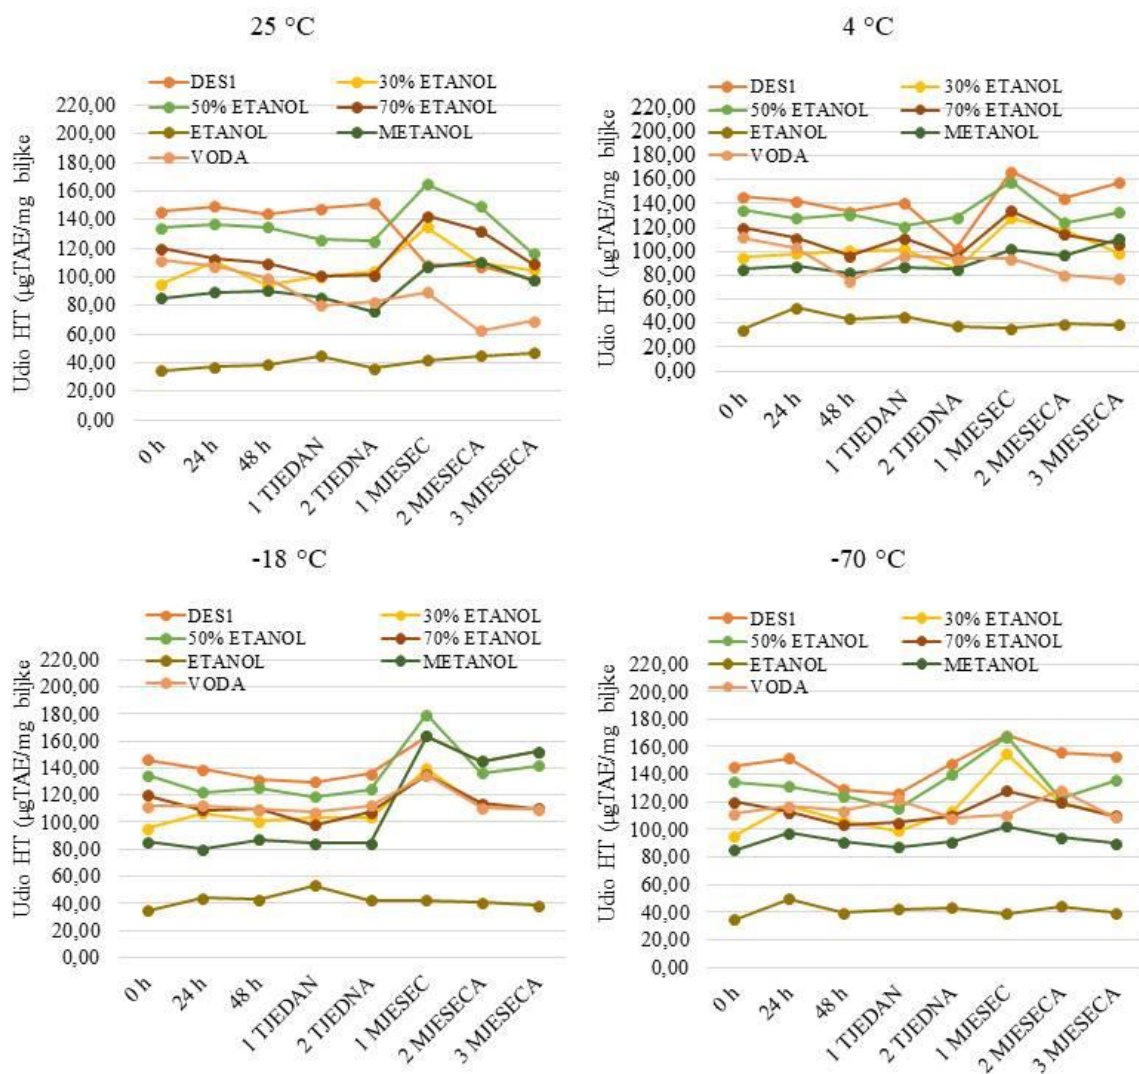 25 °C
DES1 30% ETANOL
50% ETANOL 70% ETANOL
ETANOL METANOL
VODA
Udio HT (µgTAE/mg biljke
220,00
200,00
180,00
160,00
140,00
120,00
100,00
80,00
60,00
40,00
20,00
0,00
0 h
24 h
48 h
1 TJEDAN
2 TJEDNA
1 MJESEC
2 MJESECA
3 MJESECA
4 °C
DES1 30% ETANOL
50% ETANOL 70% ETANOL
ETANOL METANOL
VODA
Udio HT (µgTAE/mg biljke
220,00
200,00
180,00
160,00
140,00
120,00
100,00
80,00
60,00
40,00
20,00
0,00
0 h
24 h
48 h
1 TJEDAN
2 TJEDNA
1 MJESEC
2 MJESECA
3 MJESECA
-18 °C
DES1 30% ETANOL
50% ETANOL 70% ETANOL
ETANOL METANOL
VODA
Udio HT (µgTAE/mg biljke
220,00
200,00
180,00
160,00
140,00
120,00
100,00
80,00
60,00
40,00
20,00
0,00
0 h
24 h
48 h
1 TJEDAN
2 TJEDNA
1 MJESEC
2 MJESECA
3 MJESECA
-70 °C
DES1 30% ETANOL
50% ETANOL 70% ETANOL
ETANOL METANOL
VODA
Udio HT (µgTAE/mg biljke
220,00
200,00
180,00
160,00
140,00
120,00
100,00
80,00
60,00
40,00
20,00
0,00
0 h
24 h
48 h
1 TJEDAN
2 TJEDNA
1 MJESEC
2 MJESECA
3 MJESECA